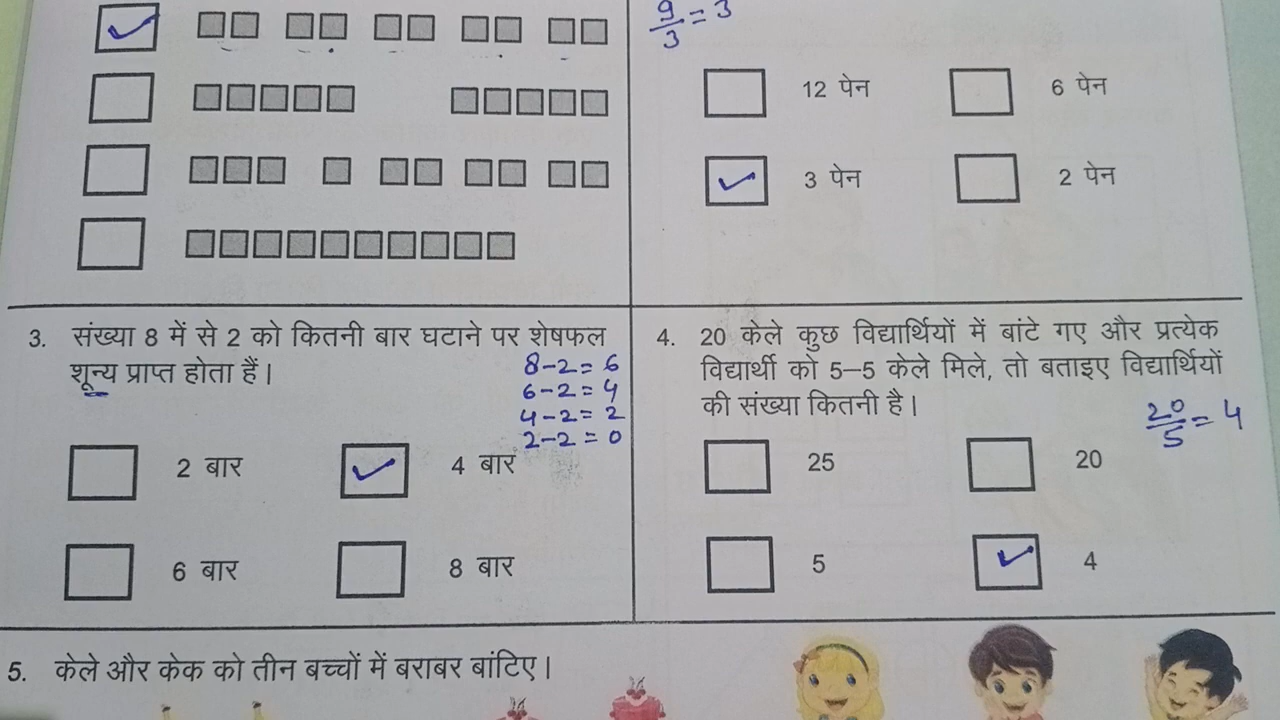 9/3 = 3
12 पेन
6 पेन
3 पेन
2 पेन
3. संख्या 8 में से 2 को कितनी बार घटाने पर शेषफल
शून्य प्राप्त होता हैं।
8-2=6
6-2=4
4-2=2
2-2=0
2 बार
4 बार
6 बार
8 बार
4. 20 केले कुछ विद्यार्थियों में बांटे गए और प्रत्येक
विद्यार्थी को 5–5 केले मिले, तो बताइए विद्यार्थियों
की संख्या कितनी है।
20/5 = 4
25
20
5
4
5. केले और केक को तीन बच्चों में बराबर बांटिए।